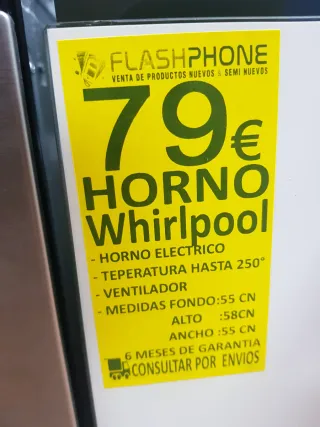 FLASHPHONE
VENTA DE PRODUCTOS NUEVOS & SEMI NUEVOS
79€
HORNO
Whirlpool
- HORNO ELECTRICO
- TEPERATURA HASTA 250°
- VENTILADOR
- MEDIDAS FONDO:55 CN
ALTO :58CN
ANCHO :55 CN
6 MESES DE GARANTIA
CONSULTAR POR ENVIOS